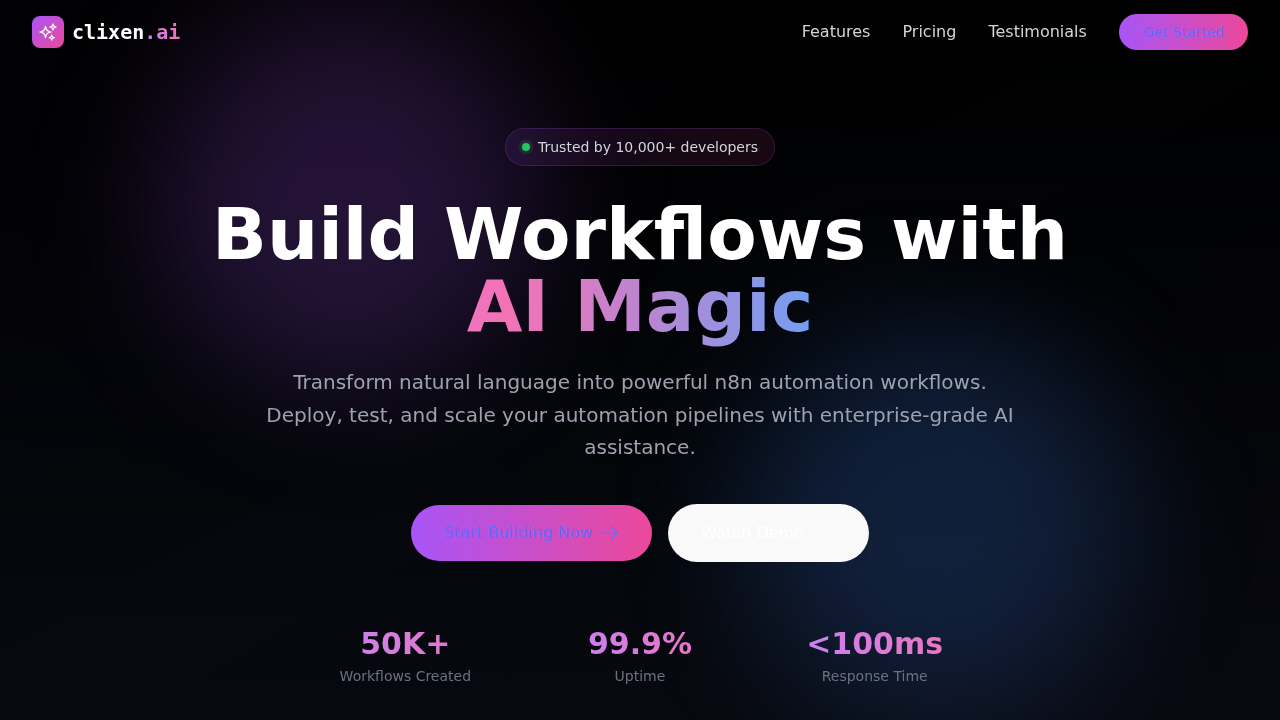 clixen.ai
Features
Pricing
Testimonials
Get Started
Trusted by 10,000+ developers
Build Workflows with
AI Magic
Transform natural language into powerful n8n automation workflows.
Deploy, test, and scale your automation pipelines with enterprise-grade AI
assistance.
Start Building Now
Watch Demo
50K+
99.9%
<100ms
Workflows Created
Uptime
Response Time